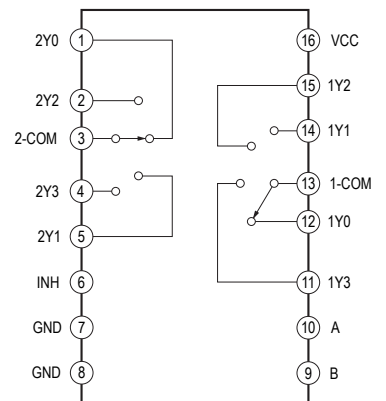 2Y0 1 16 VCC
15 1Y2
2Y2 2 14 1Y1
2-COM 3
2Y3 4 13 1-COM
12 1Y0
2Y1 5
INH 6 11 1Y3
GND 7 10 A
GND 8 9 B